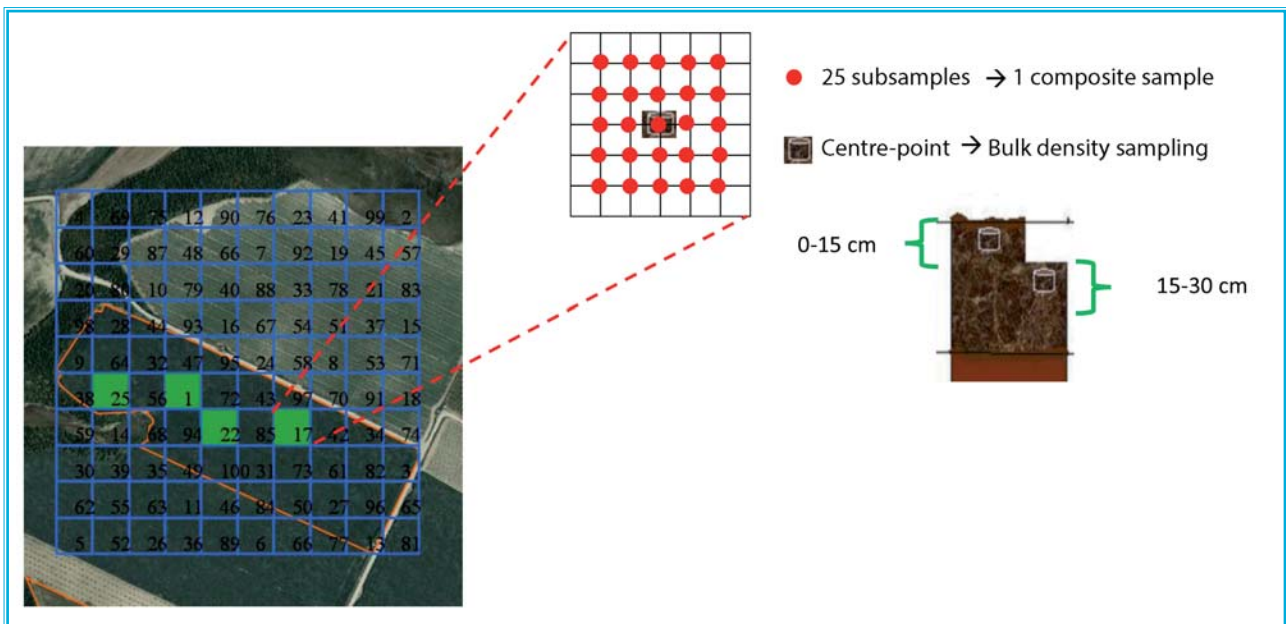 25 subsamples → 1 composite sample
Centre-point → Bulk density sampling
0-15 cm
15-30 cm
4 69 75 12 90 76 23 41 99 2
60 29 87 48 66 7 92 19 45 57
20 80 10 79 40 88 33 78 21 83
98 28 44 93 16 67 54 51 37 15
9 64 32 47 95 24 58 8 53 71
38 25 56 1 72 43 97 70 91 18
59 14 68 94 22 85 17 42 34 74
30 39 35 49 100 31 73 61 82 3
62 55 63 11 46 84 50 27 96 65
5 52 26 36 89 6 66 77 13 81